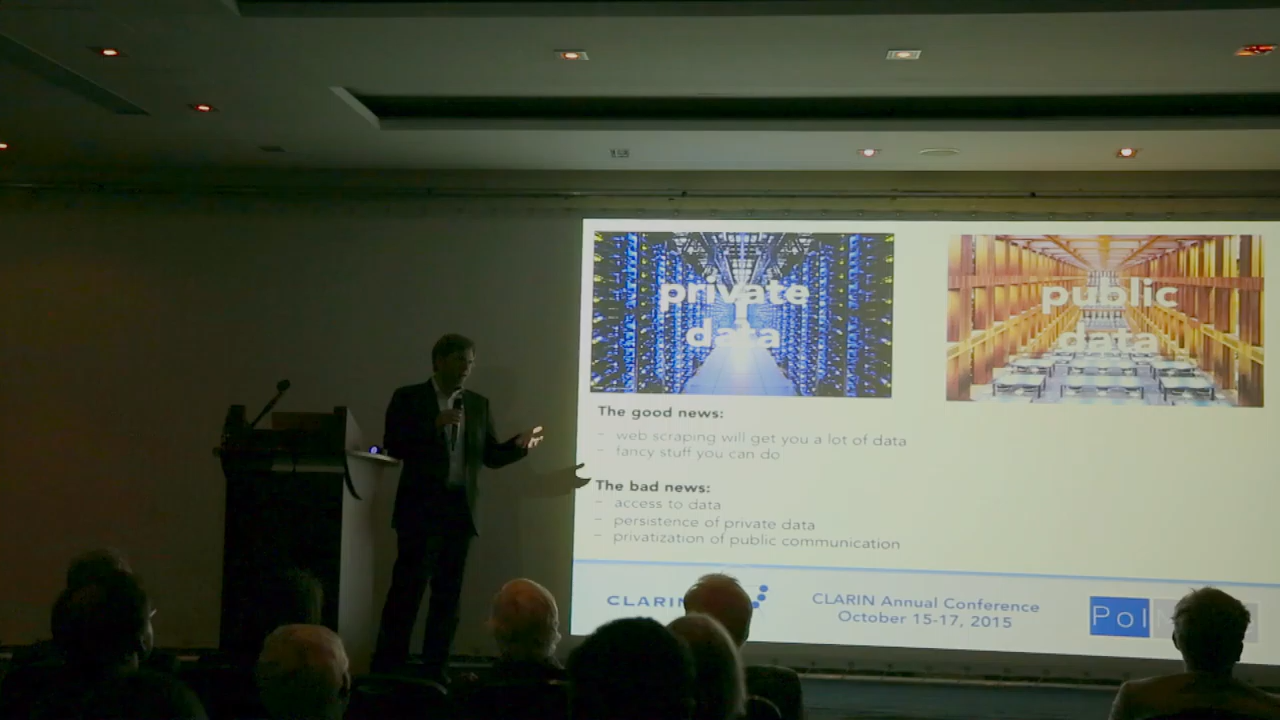 private
data
public
data
The good news:
– web scraping will get you a lot of data
– fancy stuff you can do
The bad news:
– access to data
– persistence of private data
– privatization of public communication
CLARIN
CLARIN Annual Conference
October 15-17, 2015
Pol